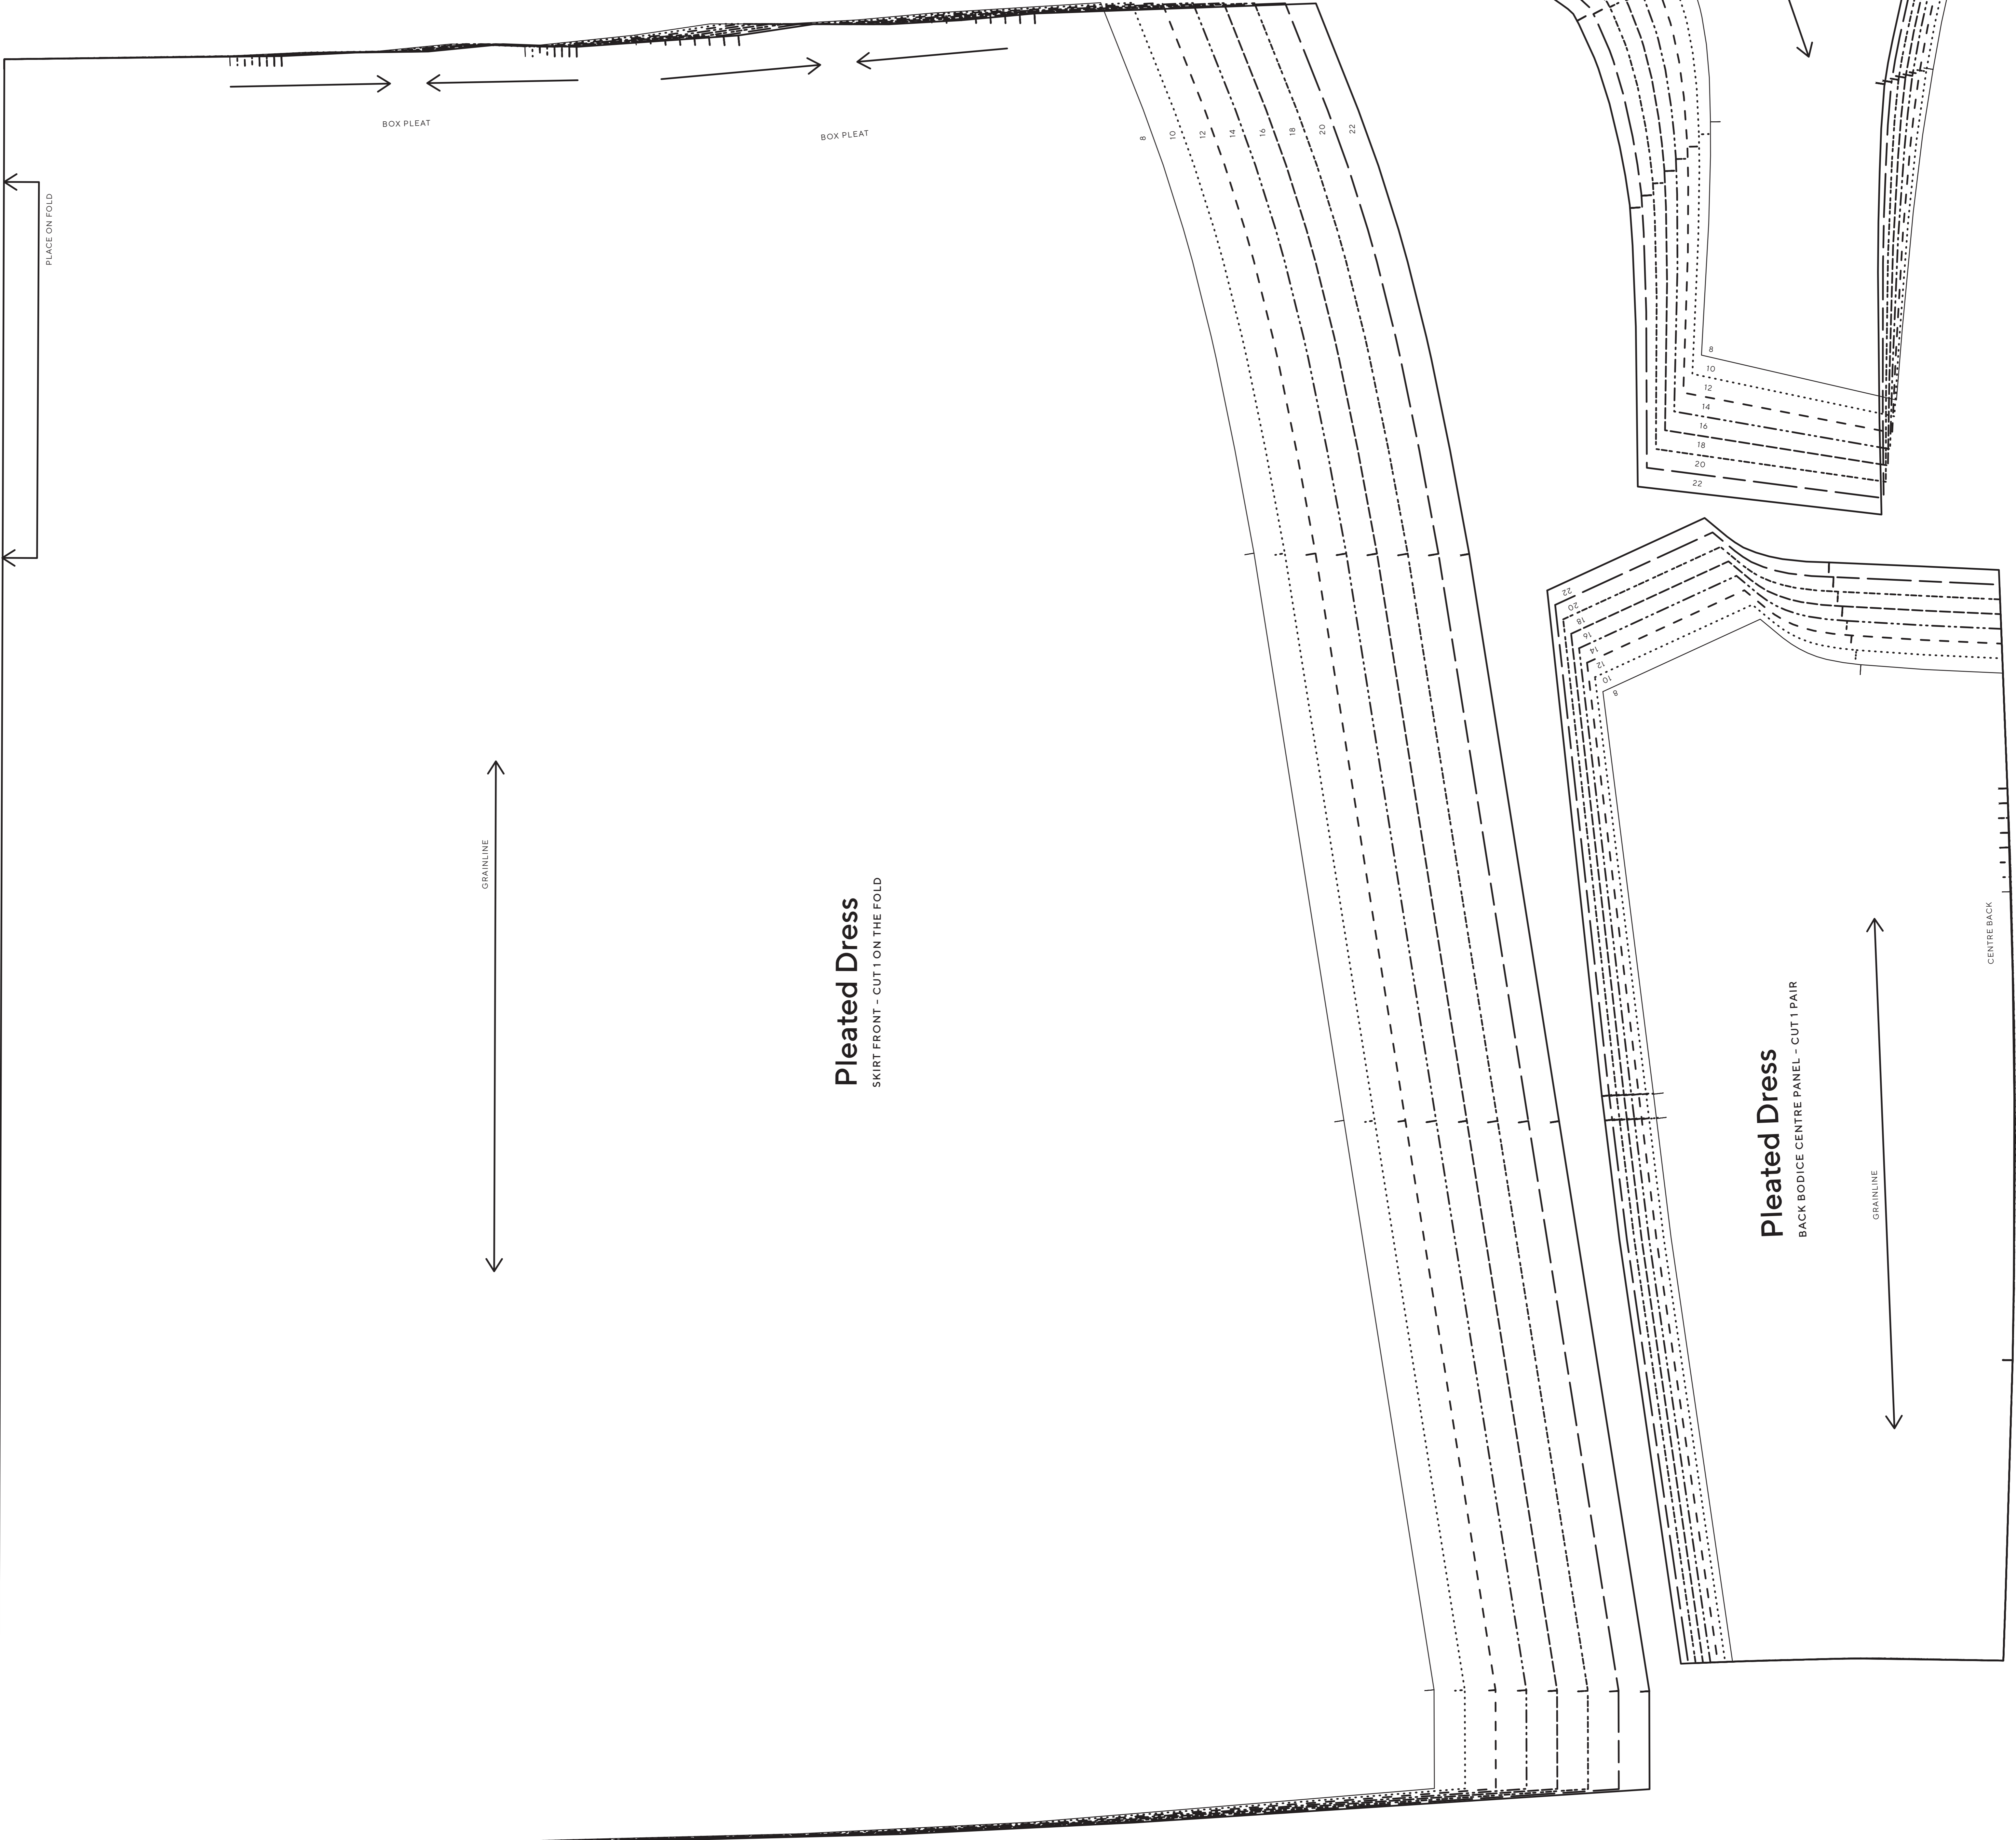 BOX PLEAT
BOX PLEAT
8 10 12 14 16 18 20 22
PLACE ON FOLD
GRAINLINE
Pleated Dress
SKIRT FRONT – CUT 1 ON THE FOLD
8
10
12
14
16
18
20
22
22
20
18
16
14
12
10
8
CENTRE BACK
Pleated Dress
BACK BODICE CENTRE PANEL – CUT 1 PAIR
GRAINLINE